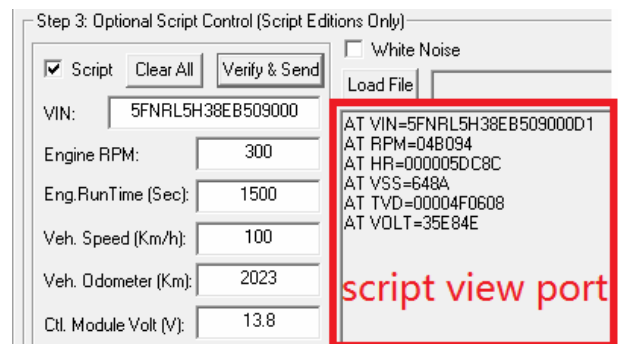 Step 3: Optional Script Control (Script Editions Only)
Script
Clear All
Verify & Send
VIN: 5FNRL5H38EB509000
Engine RPM: 300
Eng.RunTime (Sec): 1500
Veh. Speed (Km/h): 100
Veh. Odometer (Km): 2023
Ctl. Module Volt (V): 13.8
White Noise
Load File
AT VIN=5FNRL5H38EB509000D1
AT RPM=04B094
AT HR=000005DC8C
AT VSS=648A
AT TVD=00004F0608
AT VOLT=35E84E
script view port